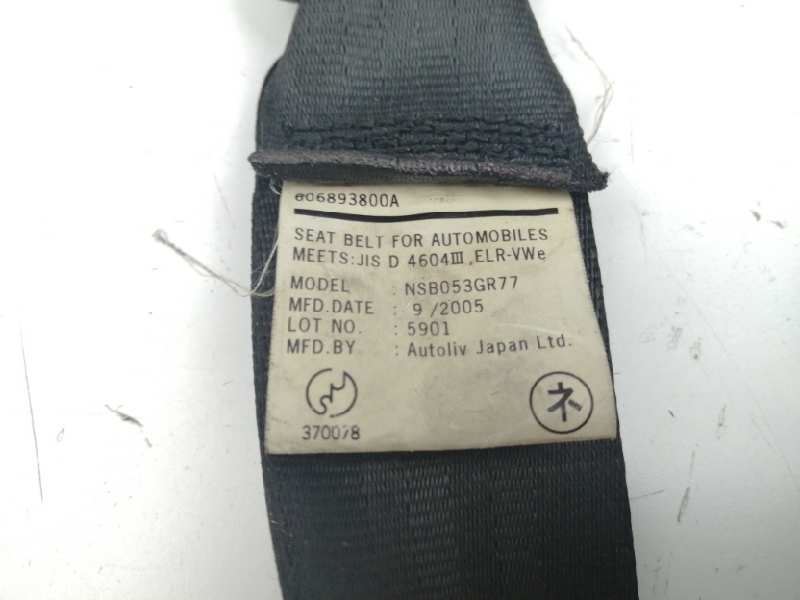 606893800A
SEAT BELT FOR AUTOMOBILES
MEETS:JIS D 4604III,ELR-VWe
MODEL : NSB053GR77
MFD.DATE : 9/2005
LOT NO. : 5901
MFD.BY : Autoliv Japan Ltd.
370078
ネ